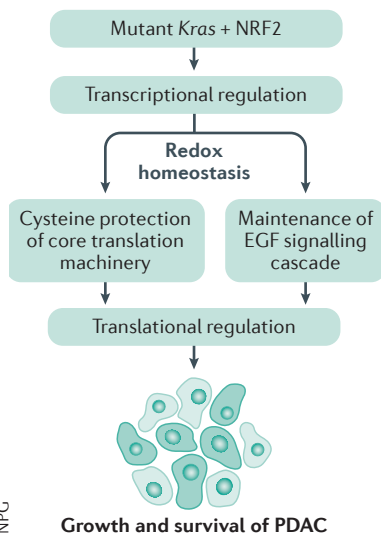 Mutant Kras + NRF2
Transcriptional regulation
Redox
homeostasis
Cysteine protection
of core translation
machinery
Maintenance of
EGF signalling
cascade
Translational regulation
NPG
Growth and survival of PDAC